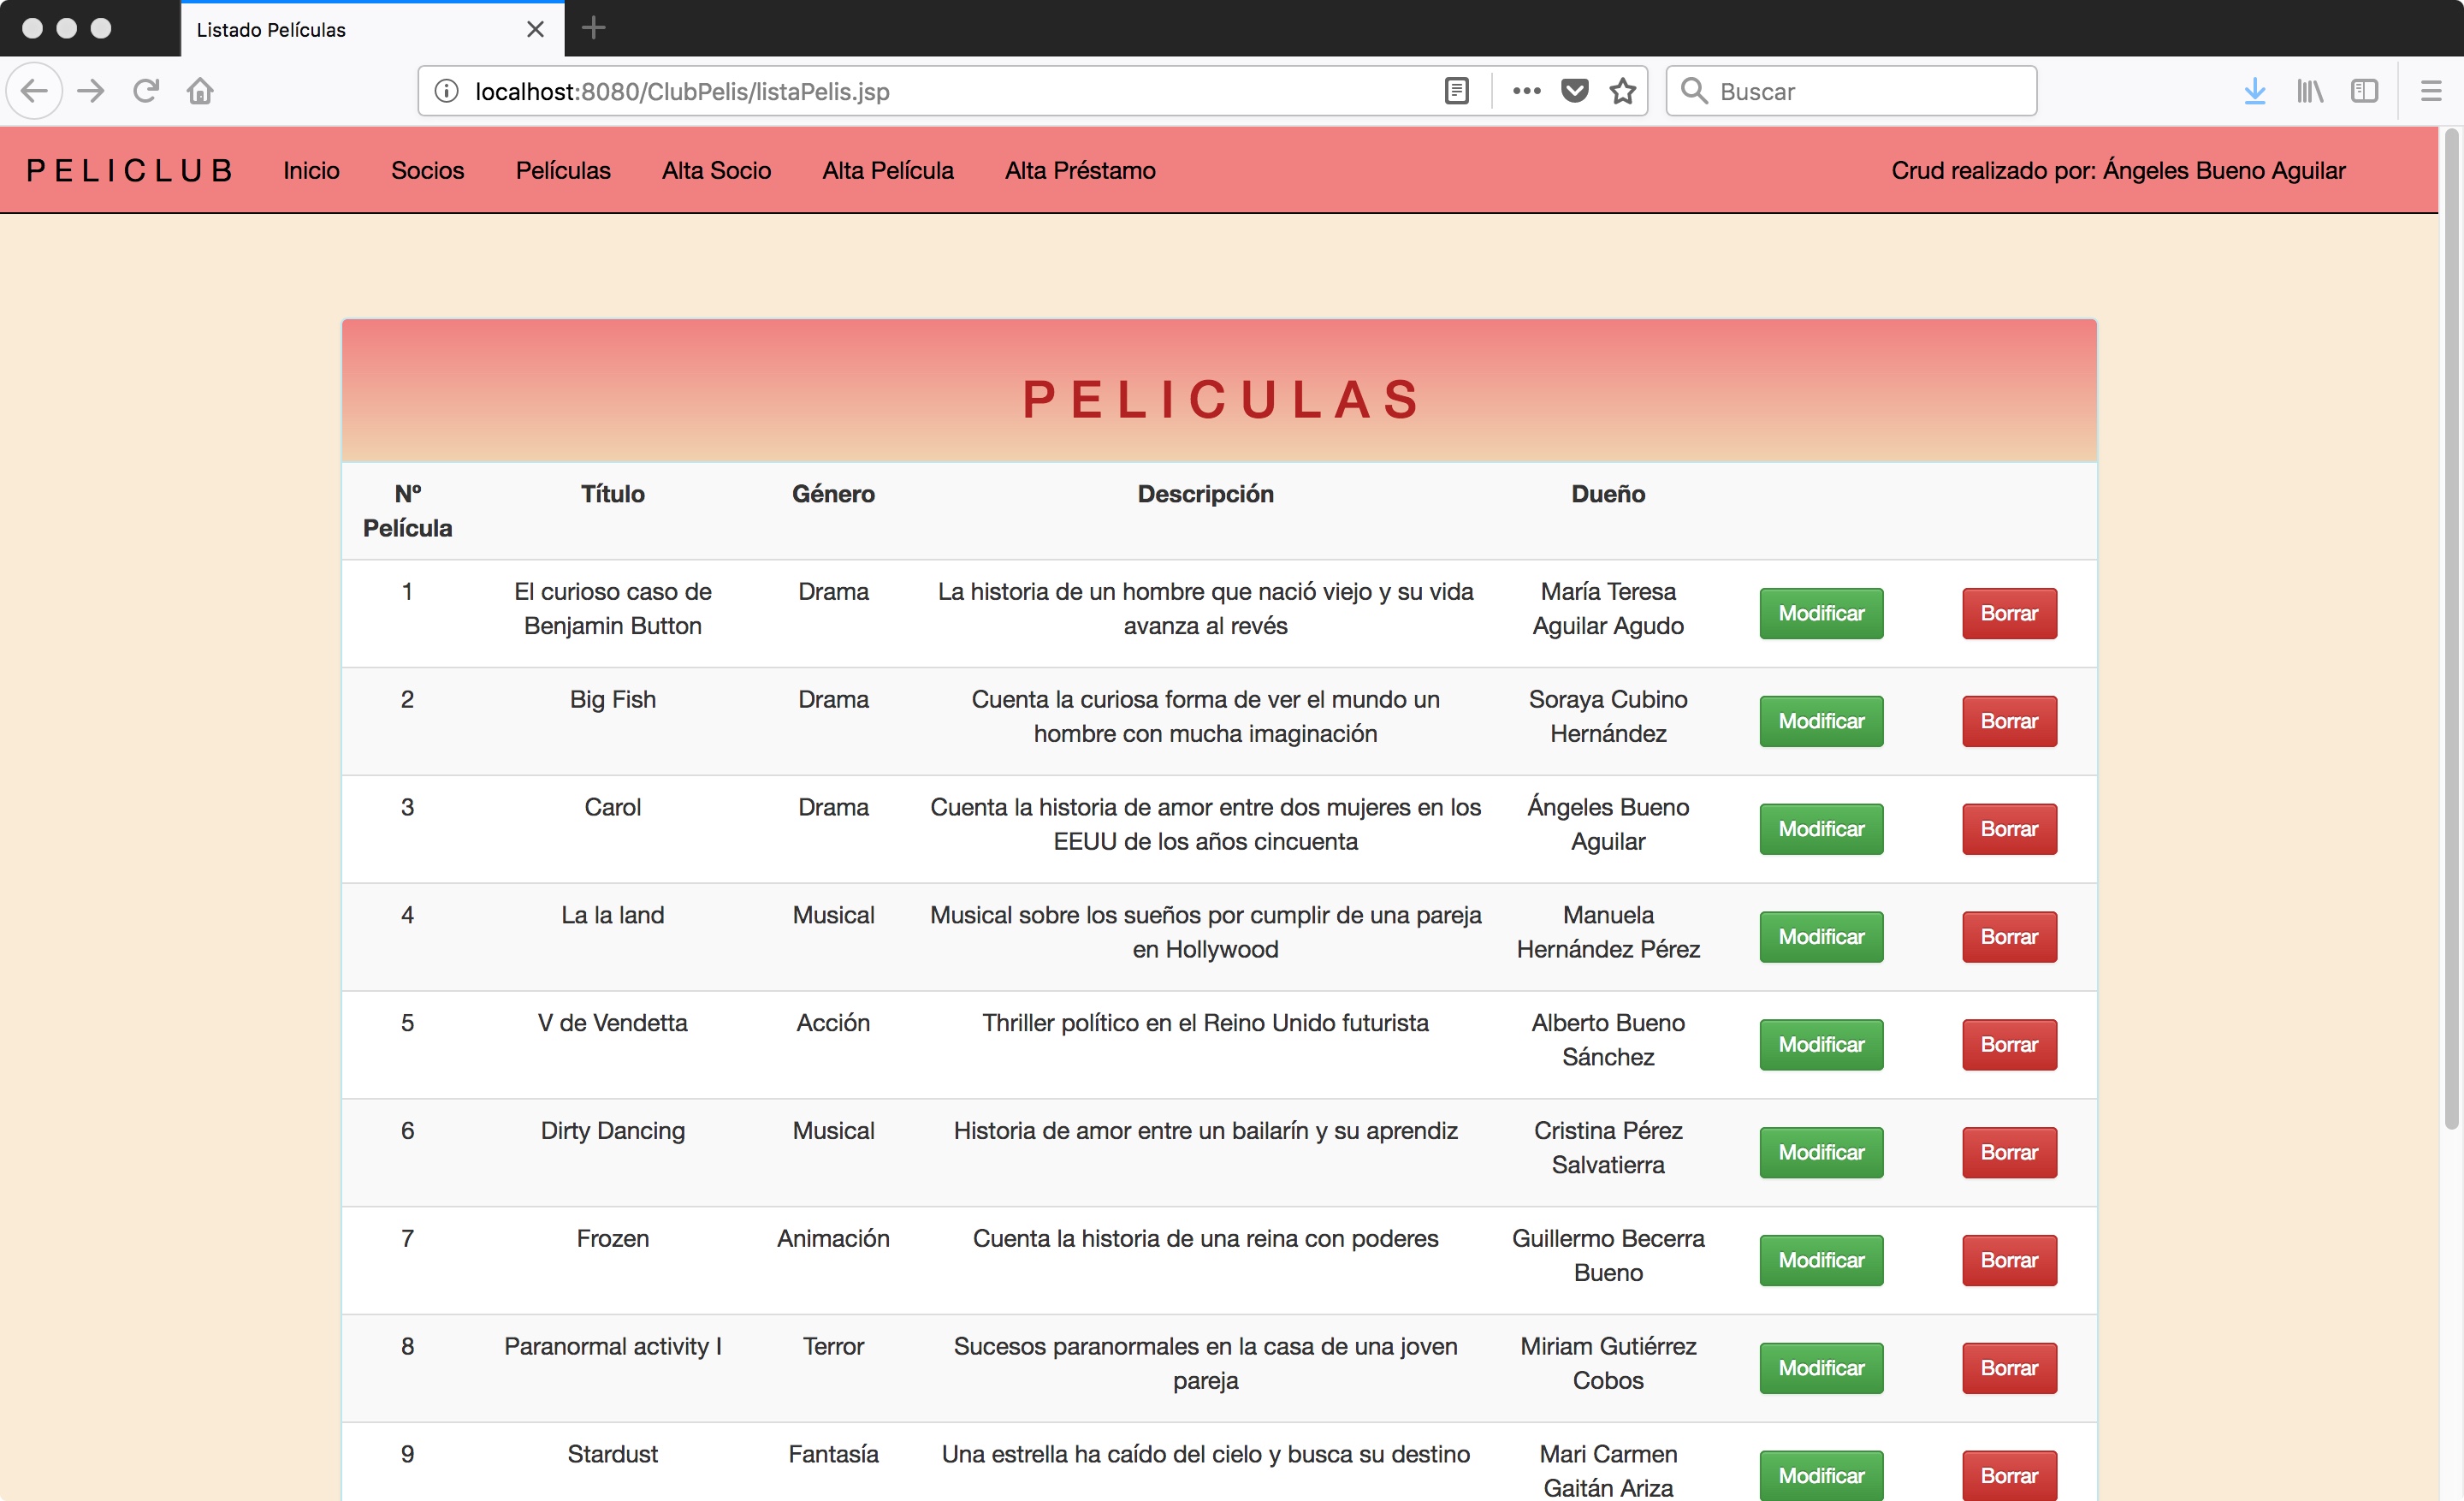 Listado Películas
localhost:8080/ClubPelis/listaPelis.jsp
Buscar
PELICLUB Inicio Socios Películas Alta Socio Alta Película Alta Préstamo Crud realizado por: Ángeles Bueno Aguilar
PELICULAS
Nº Título Género Descripción Dueño
Película
1 El curioso caso de Drama La historia de un hombre que nació viejo y su vida María Teresa Modificar Borrar
Benjamin Button avanza al revés Aguilar Agudo
2 Big Fish Drama Cuenta la curiosa forma de ver el mundo un Soraya Cubino Modificar Borrar
hombre con mucha imaginación Hernández
3 Carol Drama Cuenta la historia de amor entre dos mujeres en los Ángeles Bueno Modificar Borrar
EEUU de los años cincuenta Aguilar
4 La la land Musical Musical sobre los sueños por cumplir de una pareja Manuela Modificar Borrar
en Hollywood Hernández Pérez
5 V de Vendetta Acción Thriller político en el Reino Unido futurista Alberto Bueno Modificar Borrar
Sánchez
6 Dirty Dancing Musical Historia de amor entre un bailarín y su aprendiz Cristina Pérez Modificar Borrar
Salvatierra
7 Frozen Animación Cuenta la historia de una reina con poderes Guillermo Becerra Modificar Borrar
Bueno
8 Paranormal activity I Terror Sucesos paranormales en la casa de una joven Miriam Gutiérrez Modificar Borrar
pareja Cobos
9 Stardust Fantasía Una estrella ha caído del cielo y busca su destino Mari Carmen Modificar Borrar
Gaitán Ariza